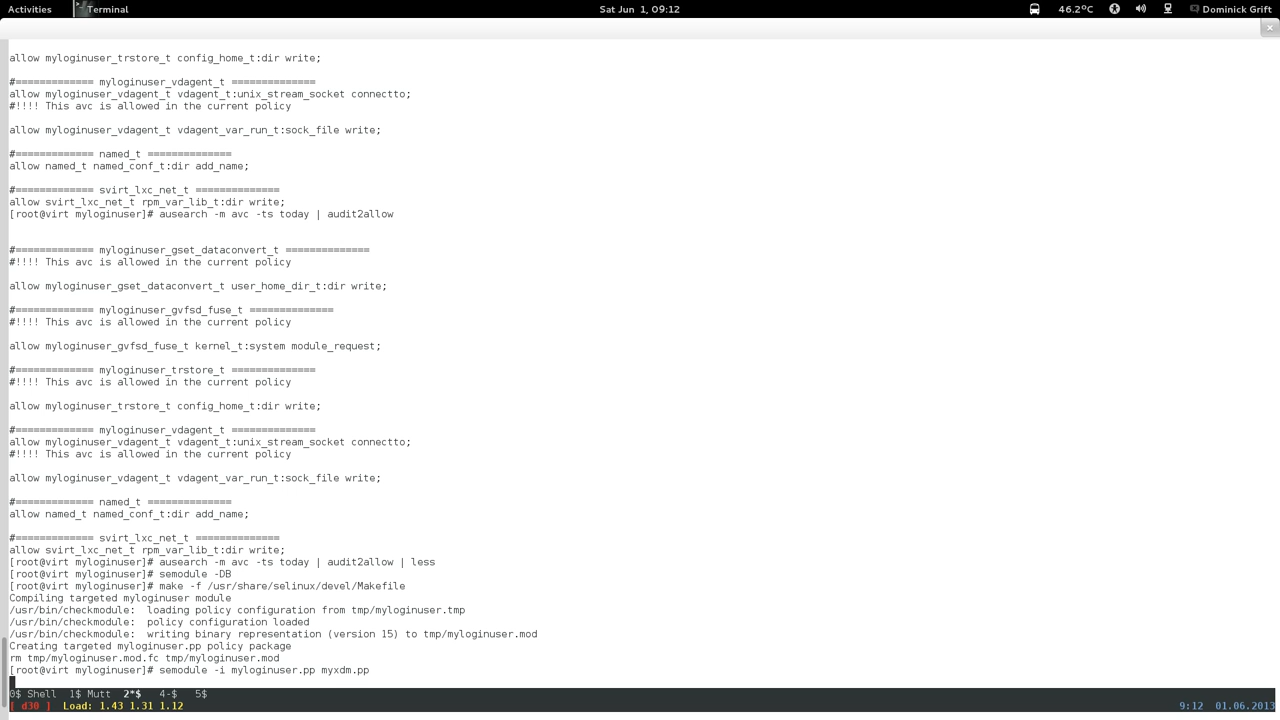 Activities Terminal Sat Jun 1, 09:12 46.2°C Dominick Grift
allow myloginuser_trstore_t config_home_t:dir write;
#============= myloginuser_vdagent_t ==============
allow myloginuser_vdagent_t vdagent_t:unix_stream_socket connectto;
#!!!! This avc is allowed in the current policy
allow myloginuser_vdagent_t vdagent_var_run_t:sock_file write;
#============= named_t ==============
allow named_t named_conf_t:dir add_name;
#============= svirt_lxc_net_t ==============
allow svirt_lxc_net_t rpm_var_lib_t:dir write;
[root@virt myloginuser]# ausearch -m avc -ts today | audit2allow
#============= myloginuser_gset_dataconvert_t ==============
#!!!! This avc is allowed in the current policy
allow myloginuser_gset_dataconvert_t user_home_dir_t:dir write;
#============= myloginuser_gvfsd_fuse_t ==============
#!!!! This avc is allowed in the current policy
allow myloginuser_gvfsd_fuse_t kernel_t:system module_request;
#============= myloginuser_trstore_t ==============
#!!!! This avc is allowed in the current policy
allow myloginuser_trstore_t config_home_t:dir write;
#============= myloginuser_vdagent_t ==============
allow myloginuser_vdagent_t vdagent_t:unix_stream_socket connectto;
#!!!! This avc is allowed in the current policy
allow myloginuser_vdagent_t vdagent_var_run_t:sock_file write;
#============= named_t ==============
allow named_t named_conf_t:dir add_name;
#============= svirt_lxc_net_t ==============
allow svirt_lxc_net_t rpm_var_lib_t:dir write;
[root@virt myloginuser]# ausearch -m avc -ts today | audit2allow | less
[root@virt myloginuser]# semodule -DB
[root@virt myloginuser]# make -f /usr/share/selinux/devel/Makefile
Compiling targeted myloginuser module
/usr/bin/checkmodule:  loading policy configuration from tmp/myloginuser.tmp
/usr/bin/checkmodule:  policy configuration loaded
/usr/bin/checkmodule:  writing binary representation (version 15) to tmp/myloginuser.mod
Creating targeted myloginuser.pp policy package
rm tmp/myloginuser.mod.fc tmp/myloginuser.mod
[root@virt myloginuser]# semodule -i myloginuser.pp myxdm.pp
0$ Shell  1$ Mutt  2*$  4-$  5$
[ d30 ]  Load: 1.43 1.31 1.12 9:12  01.06.2013